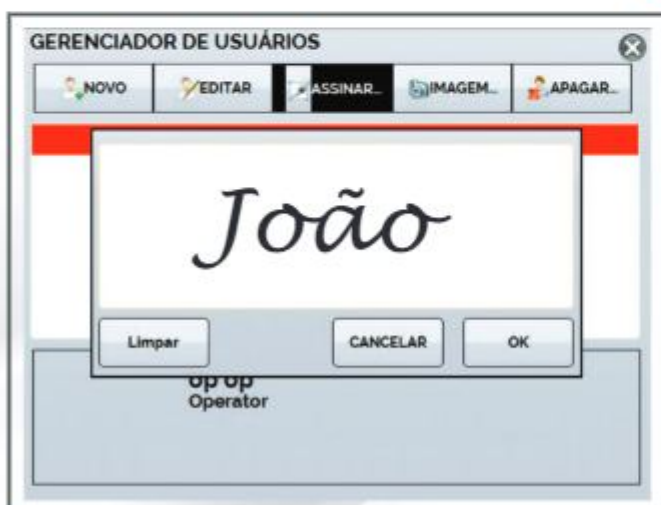 GERENCIADOR DE USUÁRIOS
NOVO EDITAR ASSINAR... IMAGEM... APAGAR...
João
Limpar CANCELAR OK
op op
Operator